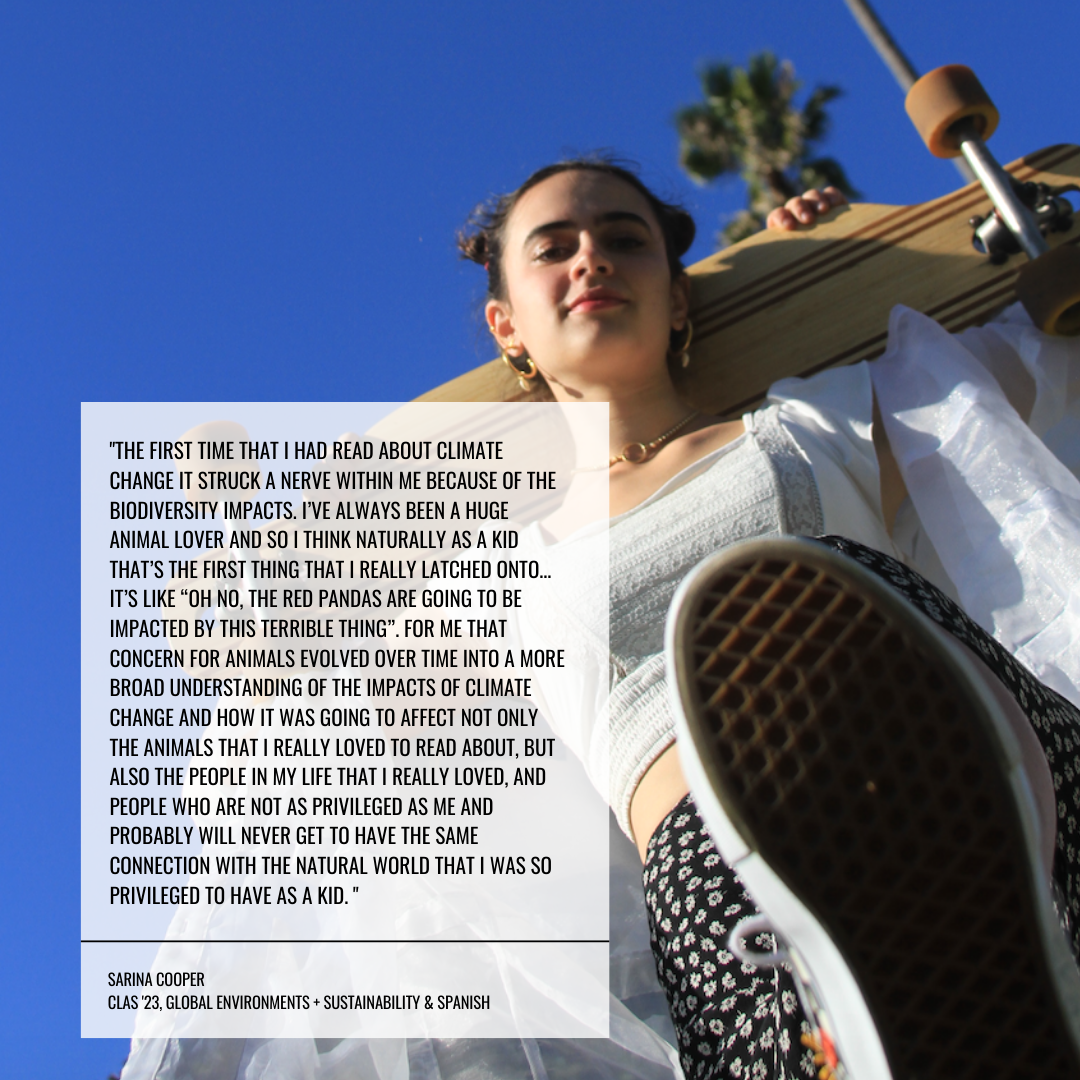 "THE FIRST TIME THAT I HAD READ ABOUT CLIMATE
CHANGE IT STRUCK A NERVE WITHIN ME BECAUSE OF THE
BIODIVERSITY IMPACTS. I’VE ALWAYS BEEN A HUGE
ANIMAL LOVER AND SO I THINK NATURALLY AS A KID
THAT’S THE FIRST THING THAT I REALLY LATCHED ONTO...
IT’S LIKE “OH NO, THE RED PANDAS ARE GOING TO BE
IMPACTED BY THIS TERRIBLE THING”. FOR ME THAT
CONCERN FOR ANIMALS EVOLVED OVER TIME INTO A MORE
BROAD UNDERSTANDING OF THE IMPACTS OF CLIMATE
CHANGE AND HOW IT WAS GOING TO AFFECT NOT ONLY
THE ANIMALS THAT I REALLY LOVED TO READ ABOUT, BUT
ALSO THE PEOPLE IN MY LIFE THAT I REALLY LOVED, AND
PEOPLE WHO ARE NOT AS PRIVILEGED AS ME AND
PROBABLY WILL NEVER GET TO HAVE THE SAME
CONNECTION WITH THE NATURAL WORLD THAT I WAS SO
PRIVILEGED TO HAVE AS A KID. "
SARINA COOPER
CLAS '23, GLOBAL ENVIRONMENTS + SUSTAINABILITY & SPANISH